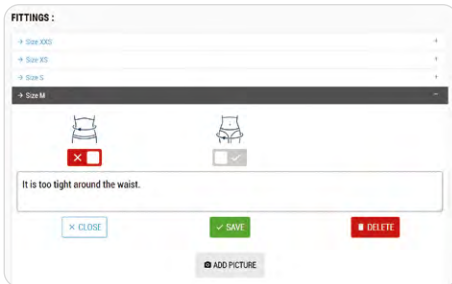 FITTINGS :
→ Size XXS +
→ Size XS +
→ Size S +
→ Size M −
It is too tight around the waist.
× CLOSE ✓ SAVE DELETE
ADD PICTURE